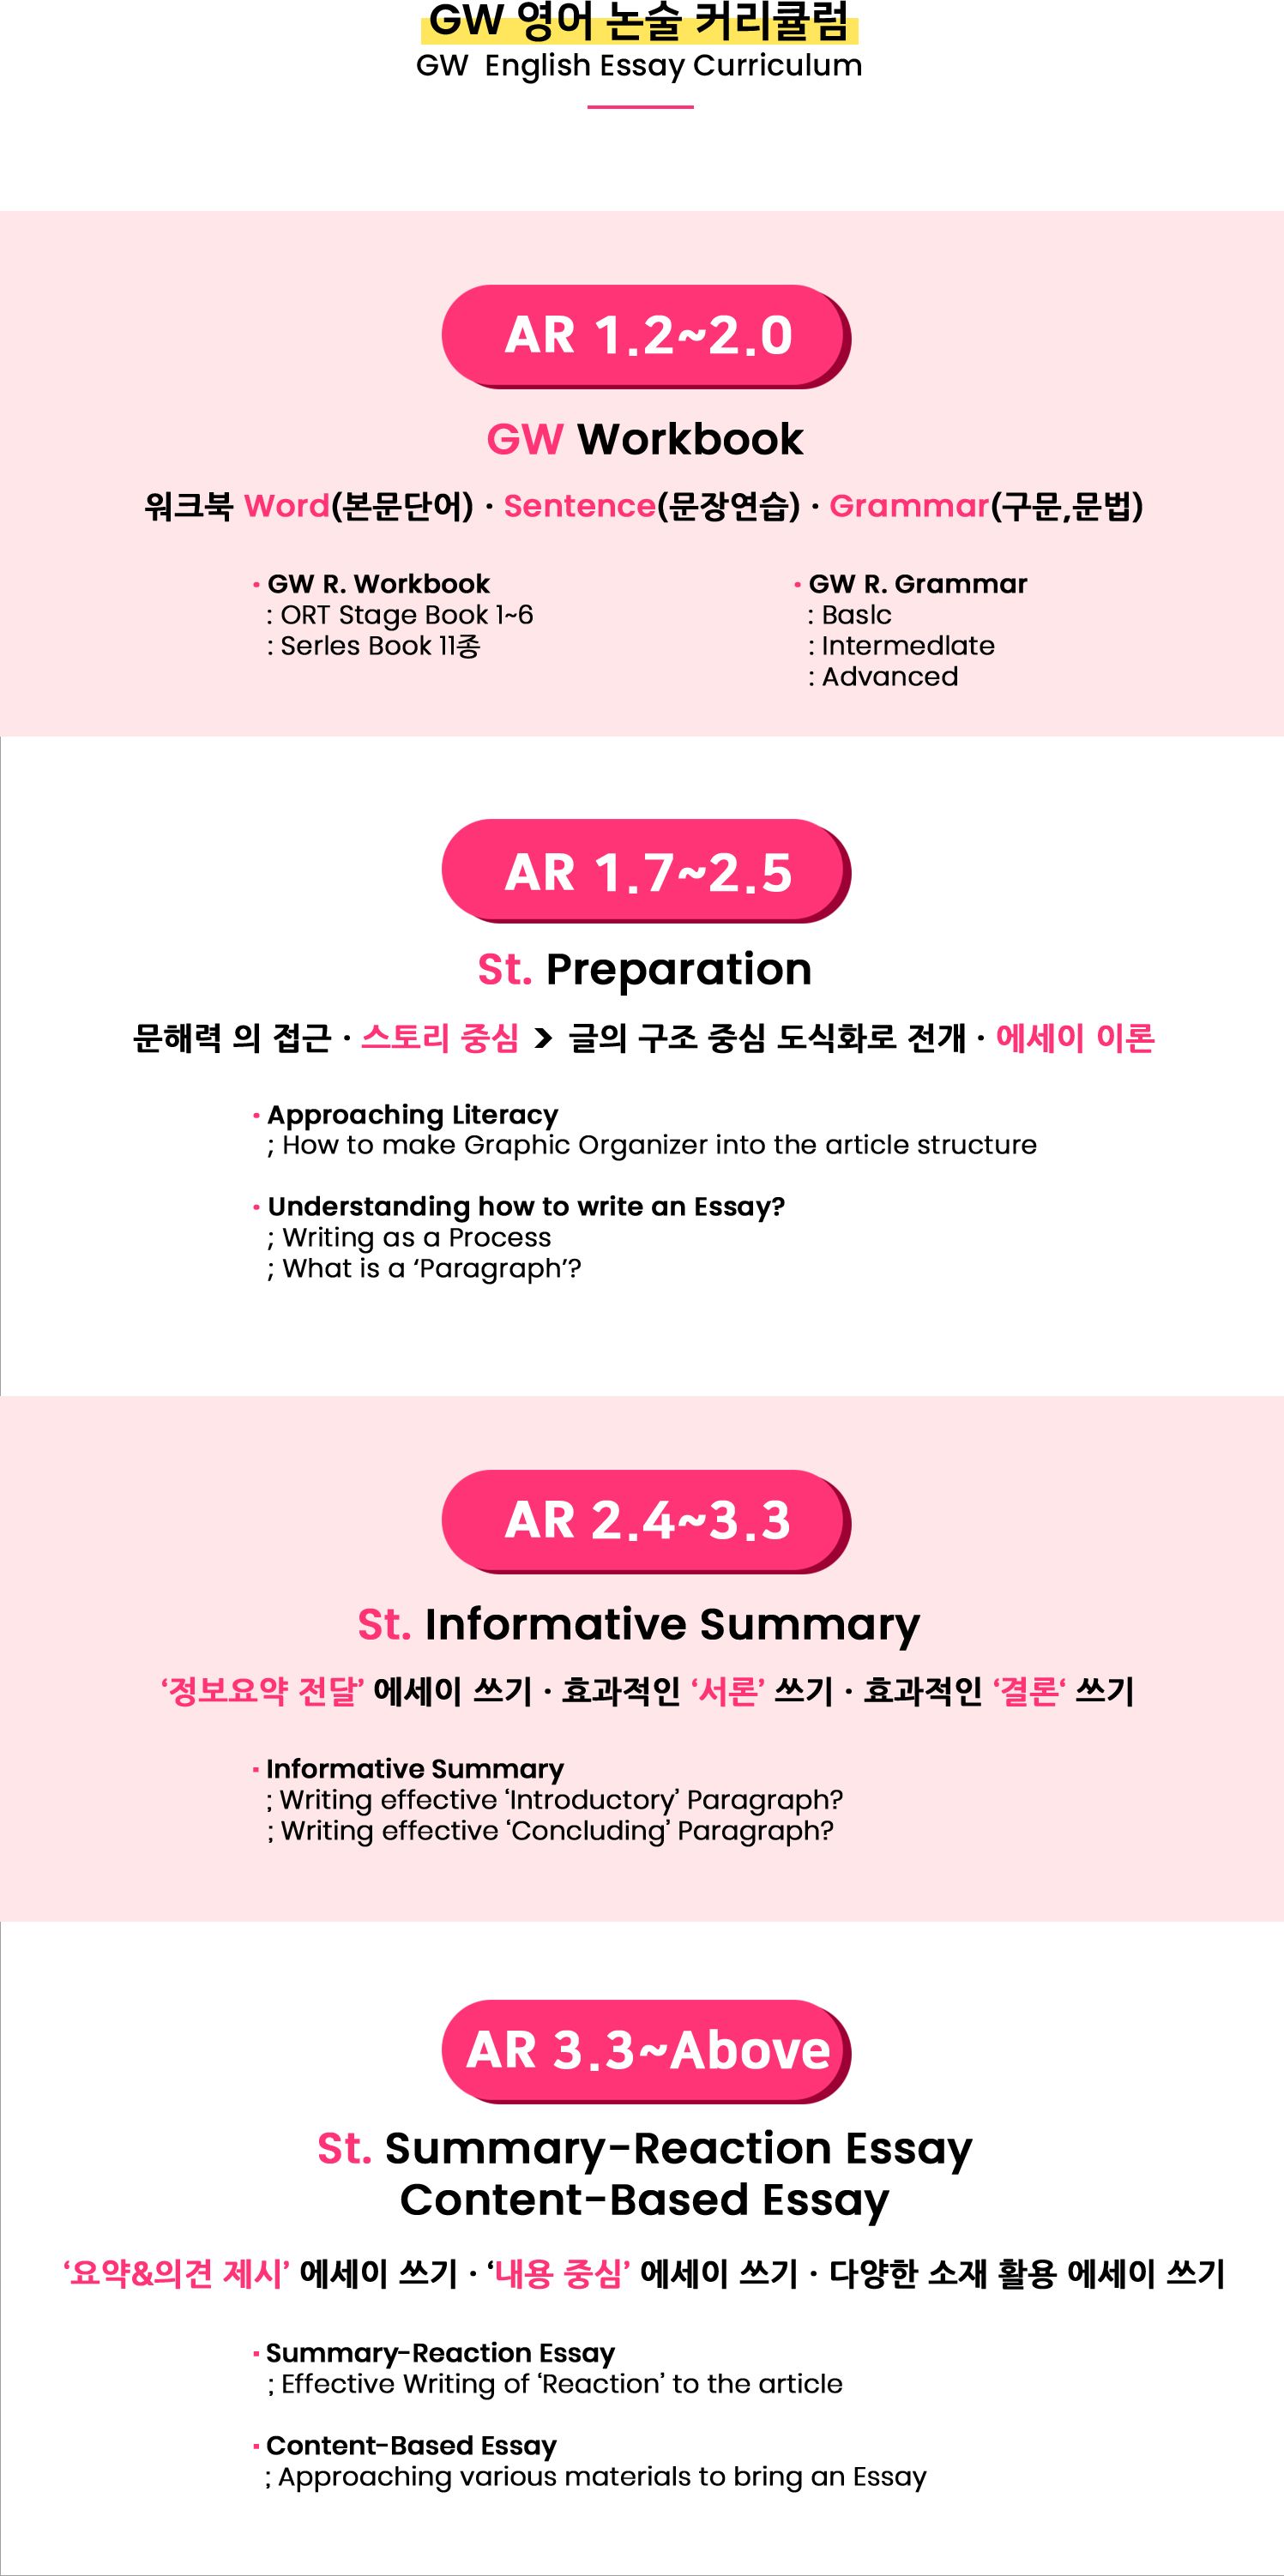 GW 영어 논술 커리큘럼
GW English Essay Curriculum
AR 1.2~2.0
GW Workbook
워크북 Word(본문단어) · Sentence(문장연습) · Grammar(구문,문법)
· GW R. Workbook
: ORT Stage Book 1~6
: Serles Book 11종
· GW R. Grammar
: Baslc
: Intermedlate
: Advanced
AR 1.7~2.5
St. Preparation
문해력 의 접근 · 스토리 중심 > 글의 구조 중심 도식화로 전개 · 에세이 이론
· Approaching Literacy
; How to make Graphic Organizer into the article structure
· Understanding how to write an Essay?
; Writing as a Process
; What is a ‘Paragraph’?
AR 2.4~3.3
St. Informative Summary
‘정보요약 전달’ 에세이 쓰기 · 효과적인 ‘서론’ 쓰기 · 효과적인 ‘결론‘ 쓰기
· Informative Summary
; Writing effective ‘Introductory’ Paragraph?
; Writing effective ‘Concluding’ Paragraph?
AR 3.3~Above
St. Summary-Reaction Essay
Content-Based Essay
‘요약&의견 제시’ 에세이 쓰기 · ‘내용 중심’ 에세이 쓰기 · 다양한 소재 활용 에세이 쓰기
· Summary-Reaction Essay
; Effective Writing of ‘Reaction’ to the article
· Content-Based Essay
; Approaching various materials to bring an Essay